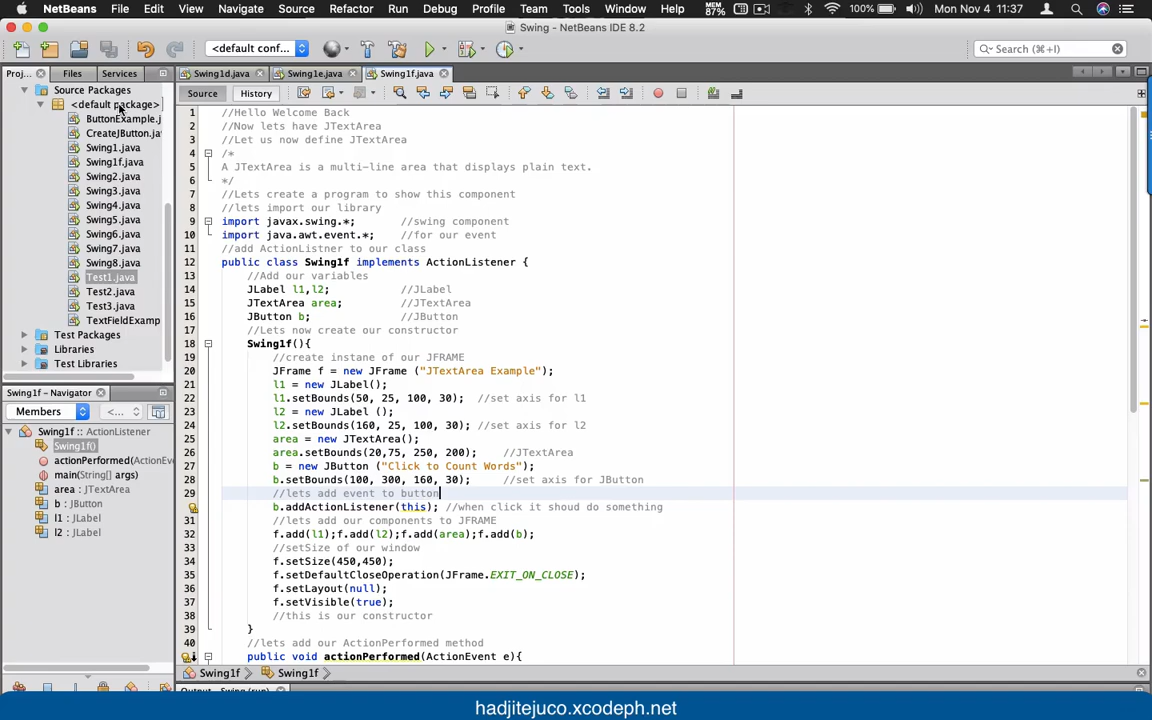 NetBeans File Edit View Navigate Source Refactor Run Debug Profile Team Tools Window Help MEM 87% 100% Mon Nov 4 11:37
Swing - NetBeans IDE 8.2
<default conf... Search (⌘+I)
Proj... Files Services Swing1d.java Swing1e.java Swing1f.java
Source History
Source Packages
<default package>
ButtonExample.j
CreateJButton.ja
Swing1.java
Swing1f.java
Swing2.java
Swing3.java
Swing4.java
Swing5.java
Swing6.java
Swing7.java
Swing8.java
Test1.java
Test2.java
Test3.java
TextFieldExamp
Test Packages
Libraries
Test Libraries
Swing1f - Navigator
Members <...
Swing1f :: ActionListener
Swing1f()
actionPerformed(ActionEv
main(String[] args)
area : JTextArea
b : JButton
l1 : JLabel
l2 : JLabel
1 //Hello Welcome Back
2 //Now lets have JTextArea
3 //Let us now define JTextArea
4 /*
5 A JTextArea is a multi-line area that displays plain text.
6 */
7 //Lets create a program to show this component
8 //lets import our library
9 import javax.swing.*; //swing component
10 import java.awt.event.*; //for our event
11 //add ActionListner to our class
12 public class Swing1f implements ActionListener {
13 //Add our variables
14 JLabel l1,l2; //JLabel
15 JTextArea area; //JTextArea
16 JButton b; //JButton
17 //Lets now create our constructor
18 Swing1f(){
19 //create instane of our JFRAME
20 JFrame f = new JFrame ("JTextArea Example");
21 l1 = new JLabel();
22 l1.setBounds(50, 25, 100, 30); //set axis for l1
23 l2 = new JLabel ();
24 l2.setBounds(160, 25, 100, 30); //set axis for l2
25 area = new JTextArea();
26 area.setBounds(20,75, 250, 200); //JTextArea
27 b = new JButton ("Click to Count Words");
28 b.setBounds(100, 300, 160, 30); //set axis for JButton
29 //lets add event to button
b.addActionListener(this); //when click it shoud do something
31 //lets add our components to JFRAME
32 f.add(l1);f.add(l2);f.add(area);f.add(b);
33 //setSize of our window
34 f.setSize(450,450);
35 f.setDefaultCloseOperation(JFrame.EXIT_ON_CLOSE);
36 f.setLayout(null);
37 f.setVisible(true);
38 //this is our constructor
39 }
40 //lets add our ActionPerformed method
public void actionPerformed(ActionEvent e){
Swing1f Swing1f
Output - Swing (run)
hadjitejuco.xcodeph.net